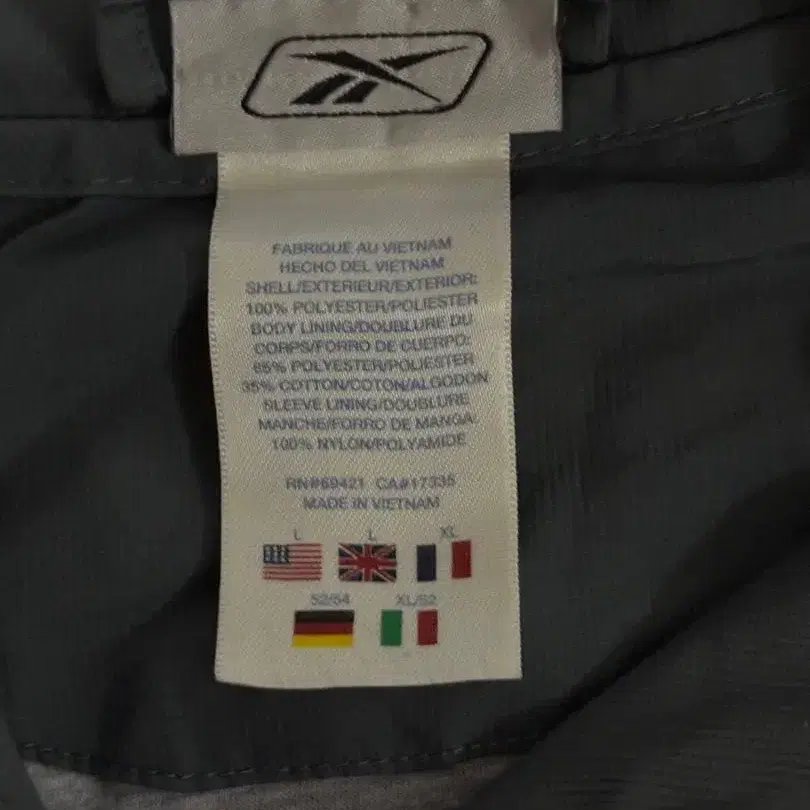 FABRIQUE AU VIETNAM
HECHO DEL VIETNAM
SHELL/EXTERIEUR/EXTERIOR:
100% POLYESTER/POLIESTER
BODY LINING/DOUBLURE DU
CORPS/FORRO DE CUERPO:
65% POLYESTER/POLIESTER
35% COTTON/COTON/ALGODON
SLEEVE LINING/DOUBLURE
MANCHE/FORRO DE MANGA:
100% NYLON/POLYAMIDE
RN#69421 CA#17335
MADE IN VIETNAM
L L XL
52/54 XL/52